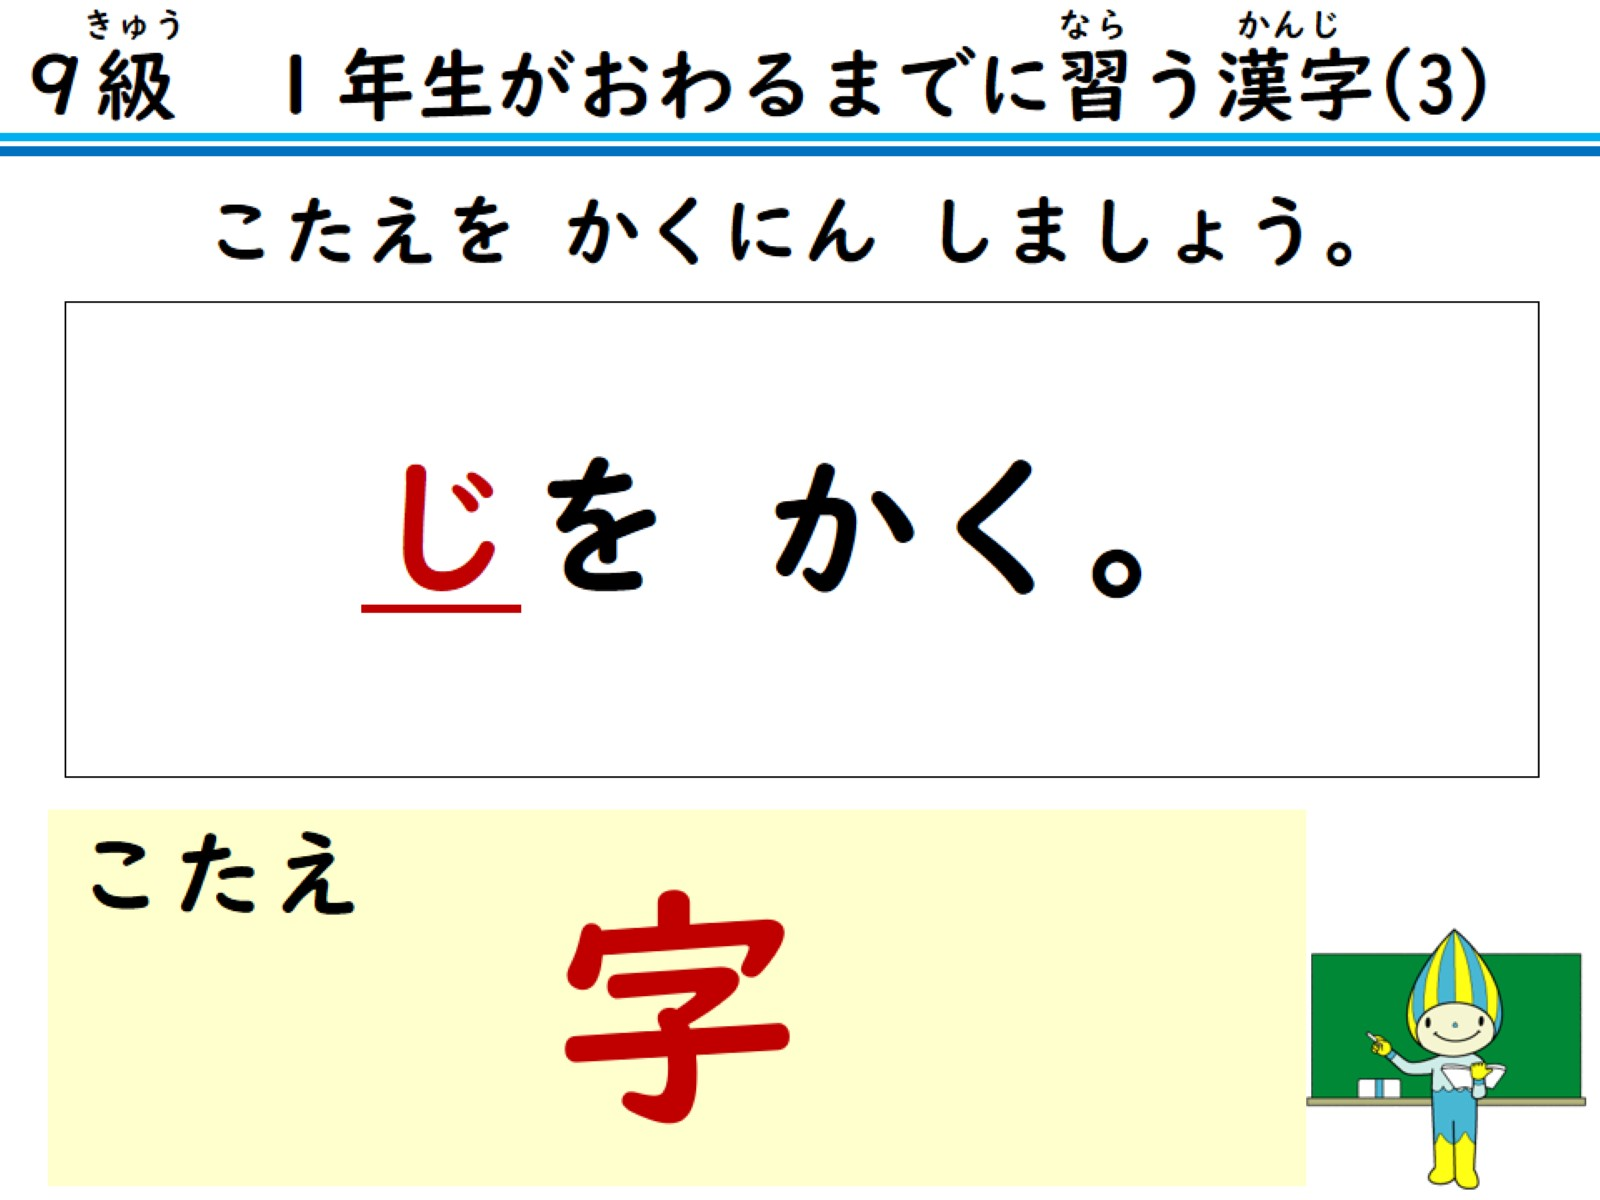 きゅう なら かんじ
9級 1年生がおわるまでに習う漢字(3)
こたえを かくにん しましょう。
じを かく。
こたえ
字